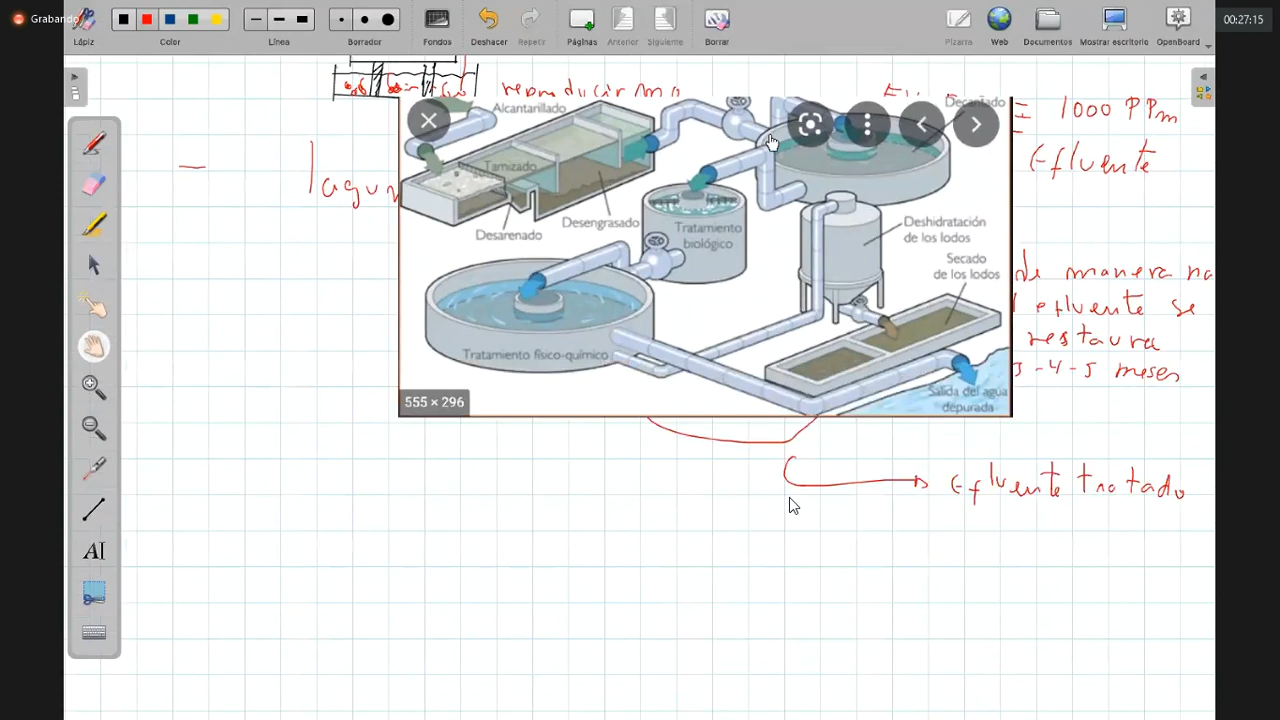 Grabando
00:27:15
Lápiz
Color
Línea
Borrador
Fondos
Deshacer
Repetir
Páginas
Anterior
Siguiente
Borrar
Pizarra
Web
Documentos
Mostrar escritorio
OpenBoard
reproducirmo
= 1000 PPm
Efluente
de manera na
efluente se
restaura
3-4-5 meses
Alcantarillado
Decantado
Tamizado
Desengrasado
Desarenado
Tratamiento
biológico
Deshidratación
de los lodos
Secado
de los lodos
Tratamiento físico-químico
Salida del agua
depurada
555 × 296
Efluente tratado
AI